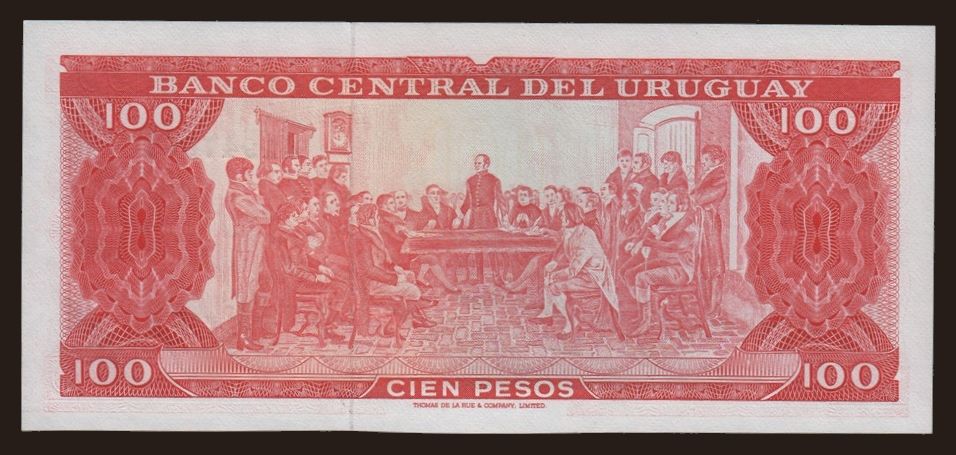 BANCO CENTRAL DEL URUGUAY
100 100
100 100
CIEN PESOS
THOMAS DE LA RUE & COMPANY, LIMITED.